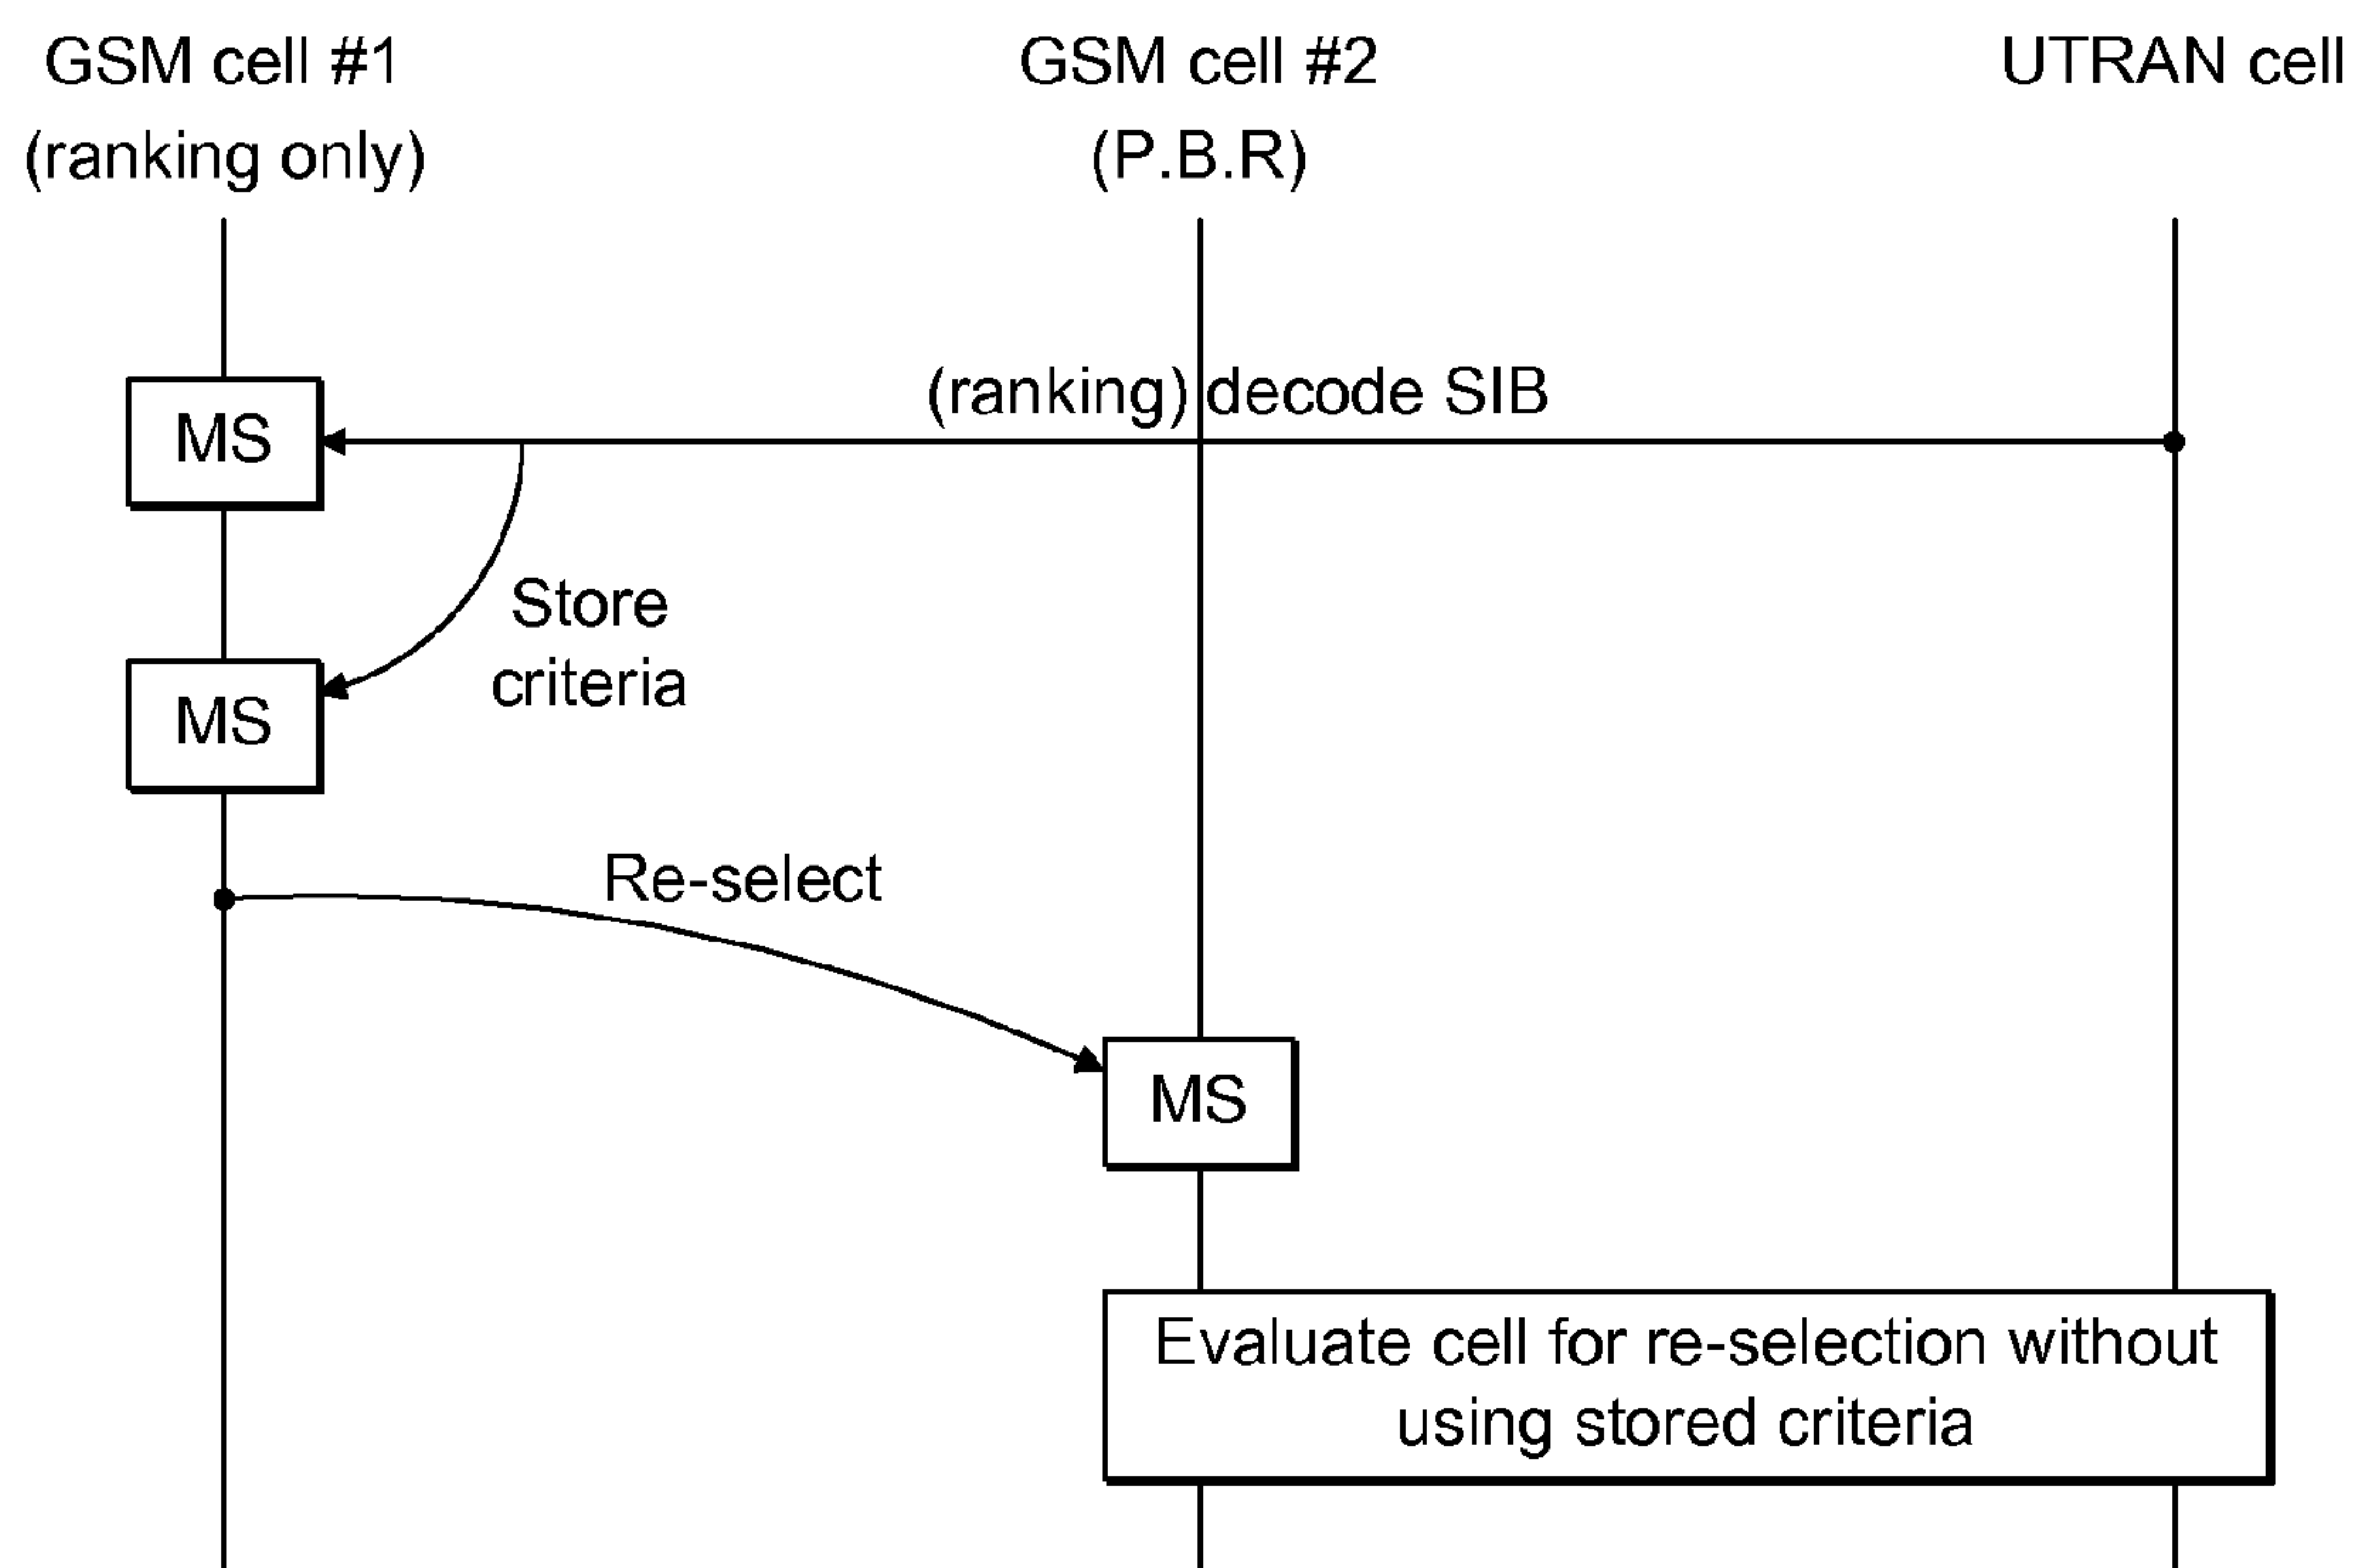 GSM cell #1
(ranking only)
GSM cell #2
(P.B.R)
UTRAN cell
(ranking) decode SIB
MS
Store
criteria
MS
Re-select
MS
Evaluate cell for re-selection without
using stored criteria